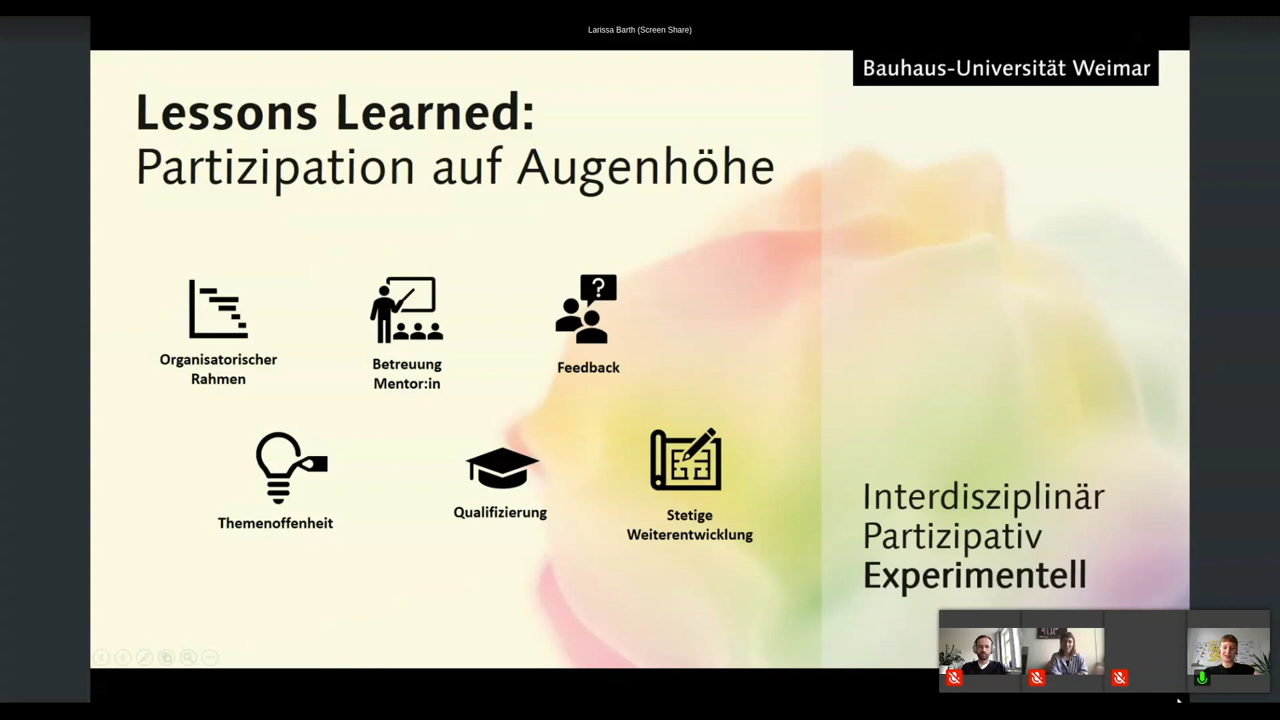 Larissa Barth (Screen Share)
Bauhaus-Universität Weimar
Lessons Learned:
Partizipation auf Augenhöhe
Organisatorischer
Rahmen
Betreuung
Mentor:in
?
Feedback
Themenoffenheit
Qualifizierung
Stetige
Weiterentwicklung
Interdisziplinär
Partizipativ
Experimentell